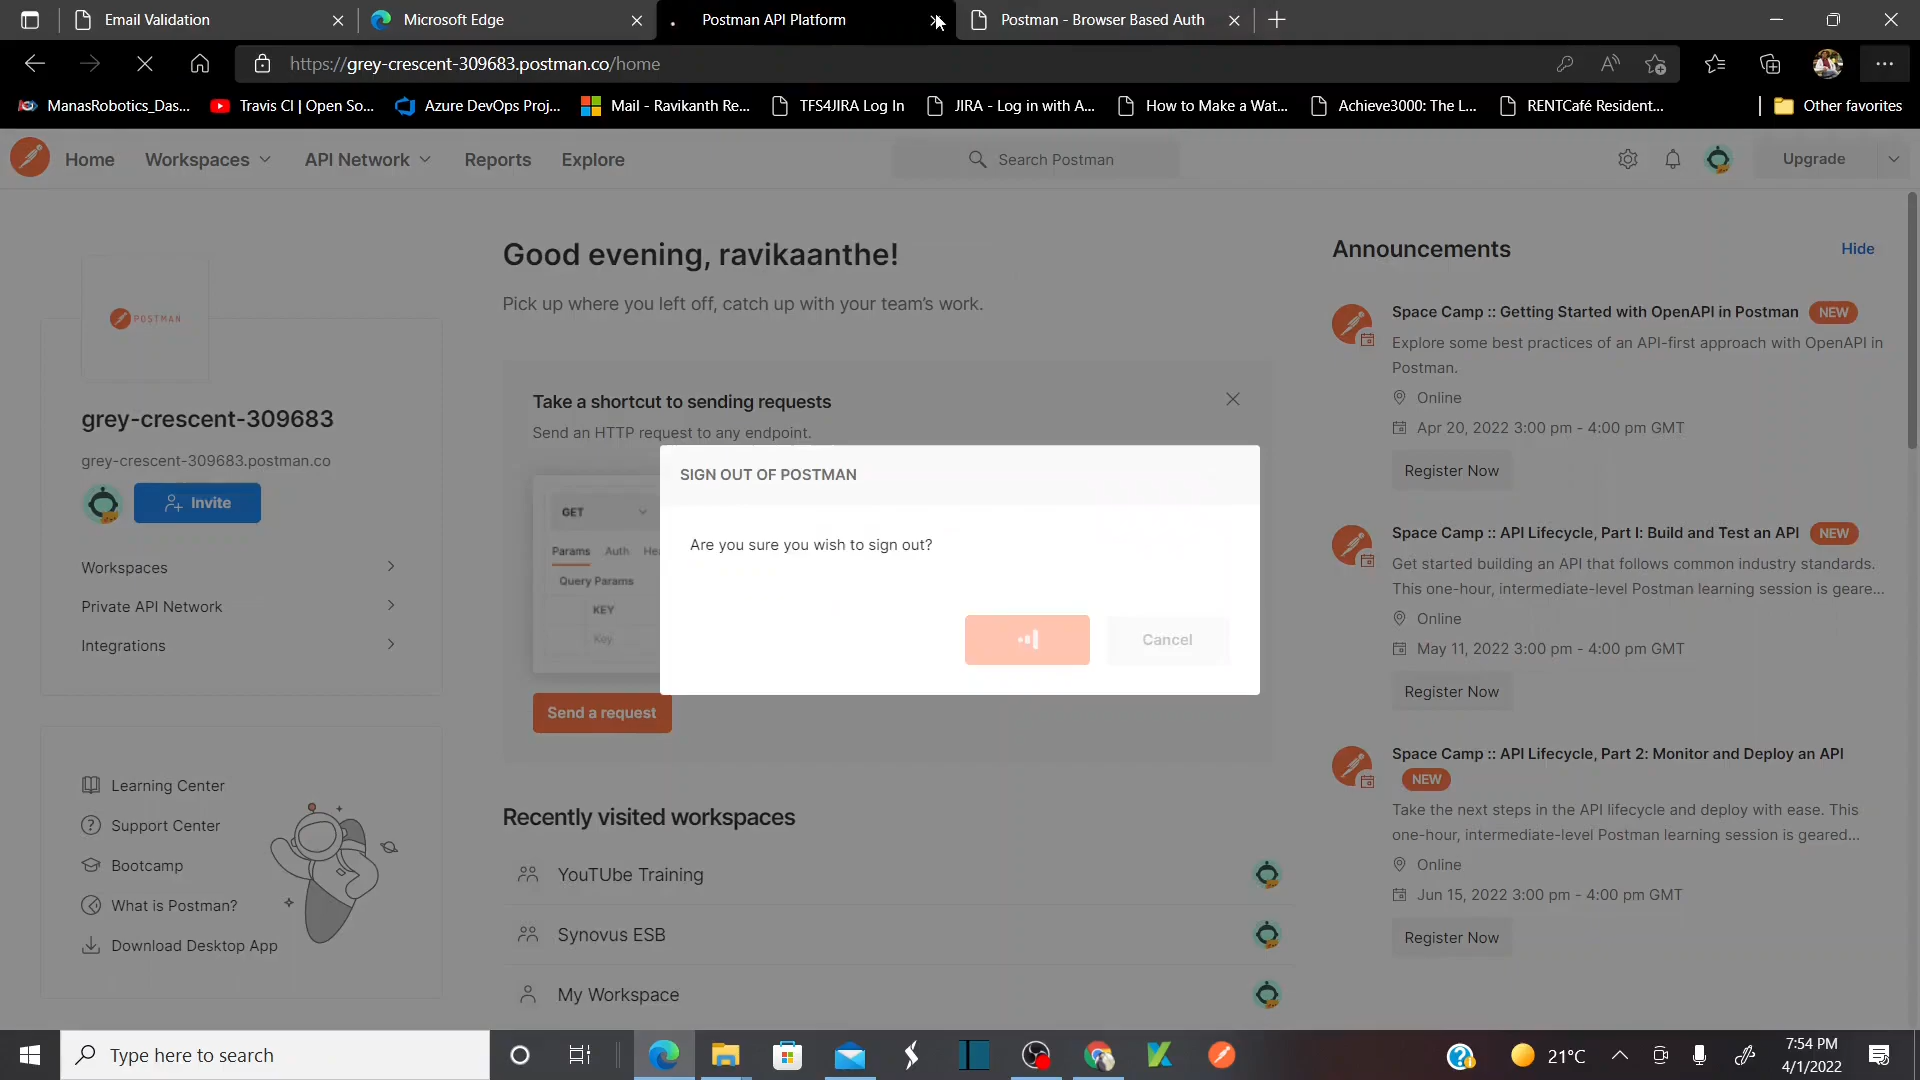 Email Validation
Microsoft Edge
Postman API Platform
Postman - Browser Based Auth
https://grey-crescent-309683.postman.co/home
ManasRobotics_Das...
Travis CI | Open So...
Azure DevOps Proj...
Mail - Ravikanth Re...
TFS4JIRA Log In
JIRA - Log in with A...
How to Make a Wat...
Achieve3000: The L...
RENTCafé Resident...
Other favorites
Home
Workspaces
API Network
Reports
Explore
Search Postman
Upgrade
POSTMAN
grey-crescent-309683
grey-crescent-309683.postman.co
Invite
Workspaces
Private API Network
Integrations
Learning Center
Support Center
Bootcamp
What is Postman?
Download Desktop App
Good evening, ravikaanthe!
Pick up where you left off, catch up with your team's work.
Take a shortcut to sending requests
Send an HTTP request to any endpoint.
GET
Params Auth Hea
Query Params
KEY
Key
Send a request
SIGN OUT OF POSTMAN
Are you sure you wish to sign out?
Cancel
Recently visited workspaces
YouTUbe Training
Synovus ESB
My Workspace
Announcements
Hide
Space Camp :: Getting Started with OpenAPI in Postman NEW
Explore some best practices of an API-first approach with OpenAPI in
Postman.
Online
Apr 20, 2022 3:00 pm - 4:00 pm GMT
Register Now
Space Camp :: API Lifecycle, Part I: Build and Test an API NEW
Get started building an API that follows common industry standards.
This one-hour, intermediate-level Postman learning session is geare...
Online
May 11, 2022 3:00 pm - 4:00 pm GMT
Register Now
Space Camp :: API Lifecycle, Part 2: Monitor and Deploy an API
NEW
Take the next steps in the API lifecycle and deploy with ease. This
one-hour, intermediate-level Postman learning session is geared...
Online
Jun 15, 2022 3:00 pm - 4:00 pm GMT
Register Now
Type here to search
21°C
7:54 PM
4/1/2022